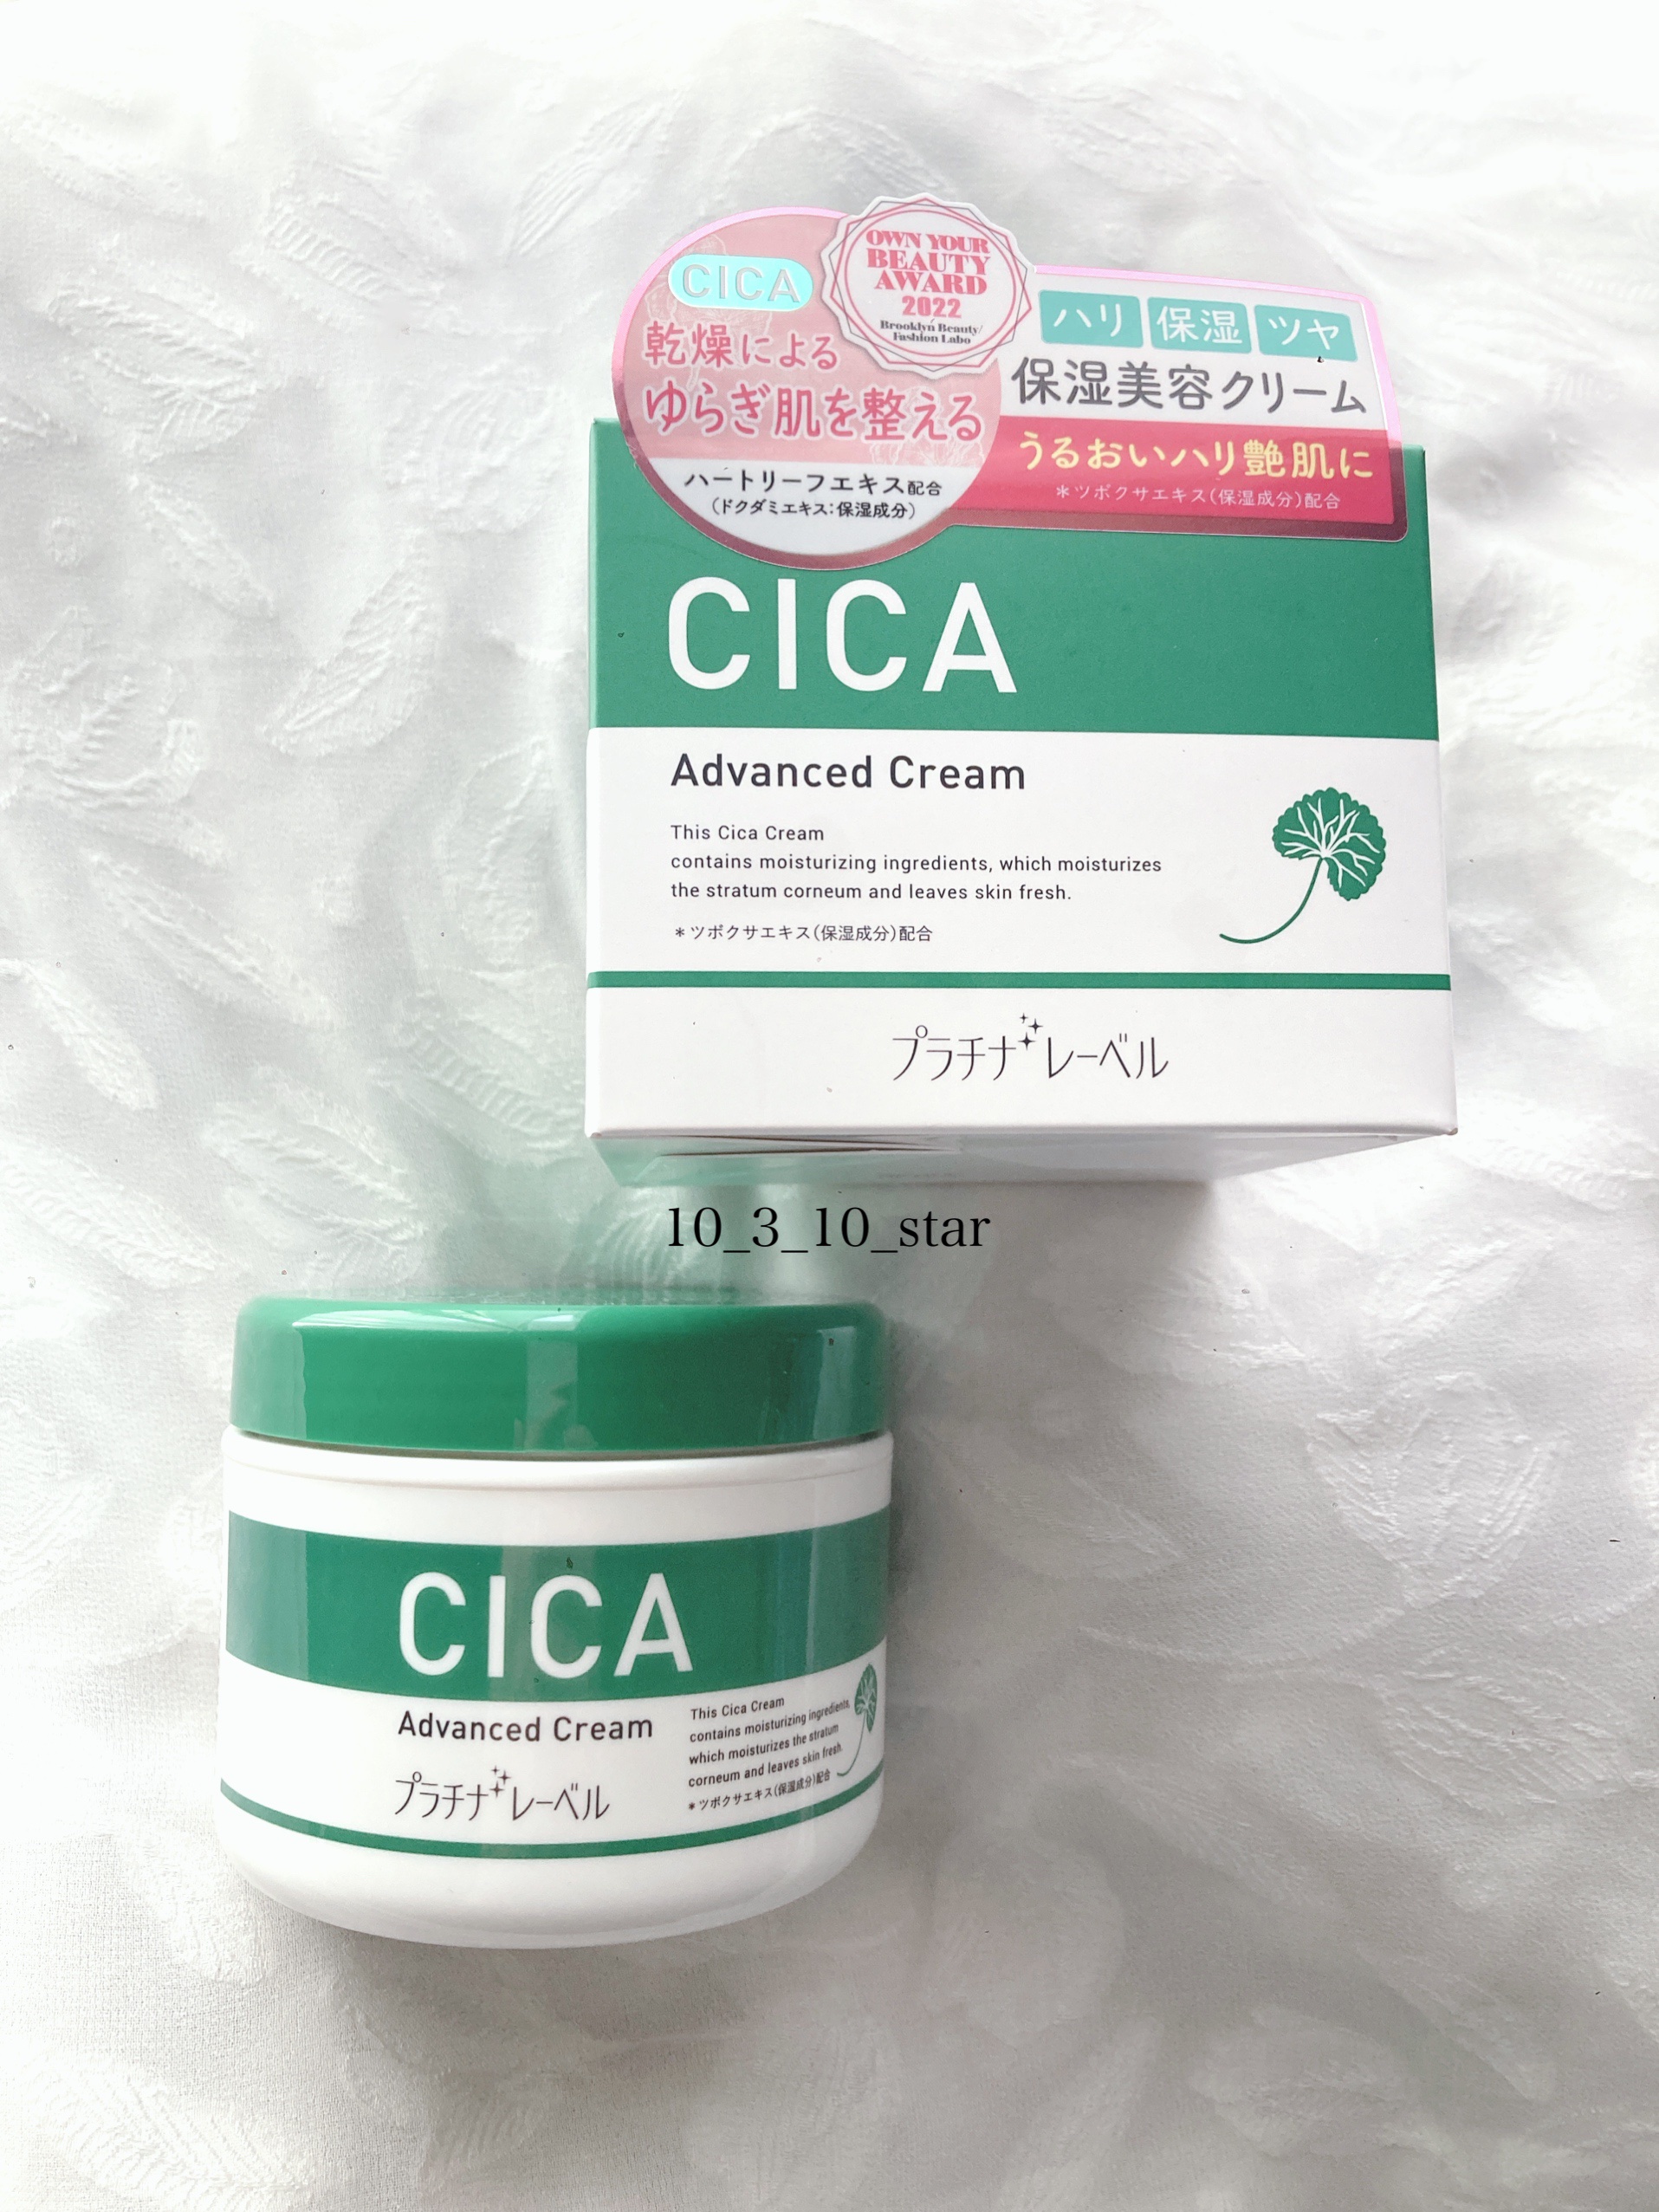 CICA
乾燥による
ゆらぎ肌を整える
ハートリーフエキス配合
(ドクダミエキス:保湿成分)
OWN YOUR
BEAUTY
AWARD
2022
Brooklyn Beauty/
Fashion Labo
ハリ 保湿 ツヤ
保湿美容クリーム
うるおいハリ艶肌に
*ツボクサエキス(保湿成分)配合
CICA
Advanced Cream
This Cica Cream
contains moisturizing ingredients, which moisturizes
the stratum corneum and leaves skin fresh.
*ツボクサエキス(保湿成分)配合
プラチナレーベル
10_3_10_star
CICA
Advanced Cream
プラチナレーベル
This Cica Cream
contains moisturizing ingredients,
which moisturizes the stratum
corneum and leaves skin fresh.
*ツボクサエキス(保湿成分)配合